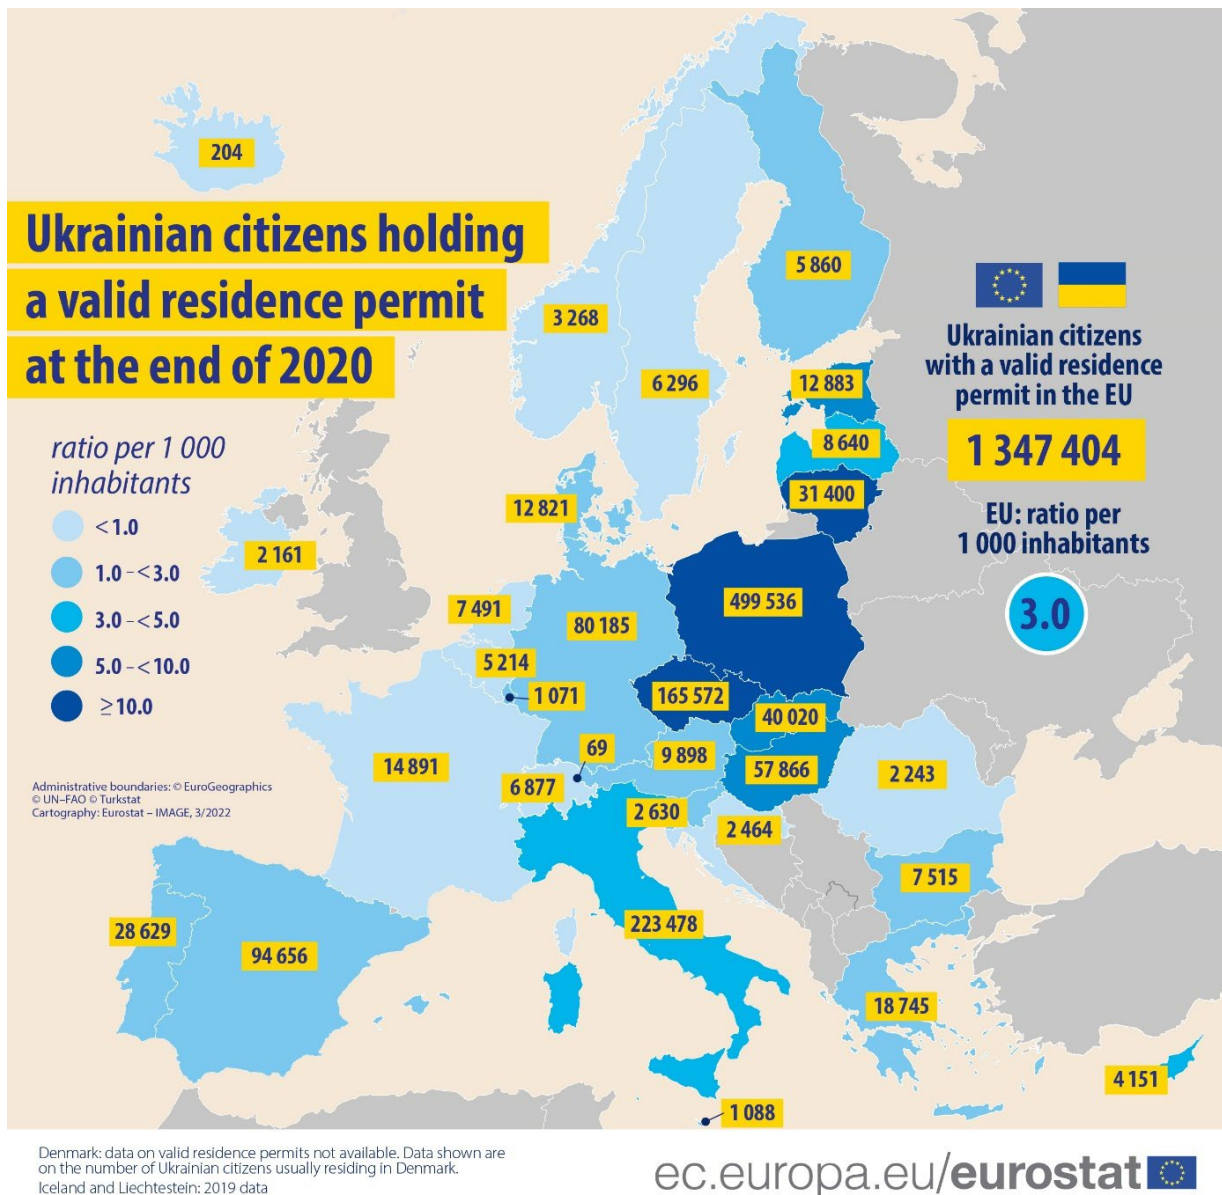 204
Ukrainian citizens holding
a valid residence permit
at the end of 2020
ratio per 1 000
inhabitants
<1.0
1.0 –<3.0
3.0 –<5.0
5.0 –<10.0
≥10.0
5 860
3 268
6 296
12 883
8 640
31 400
12 821
2 161
499 536
7 491
80 185
5 214
1 071
165 572
40 020
69
9 898
14 891
6 877
57 866
2 243
2 630
2 464
7 515
28 629
94 656
223 478
18 745
4 151
1 088
Ukrainian citizens
with a valid residence
permit in the EU
1 347 404
EU: ratio per
1 000 inhabitants
3.0
Administrative boundaries: © EuroGeographics
© UN–FAO © Turkstat
Cartography: Eurostat – IMAGE, 3/2022
Denmark: data on valid residence permits not available. Data shown are
on the number of Ukrainian citizens usually residing in Denmark.
Iceland and Liechtestein: 2019 data
ec.europa.eu/eurostat